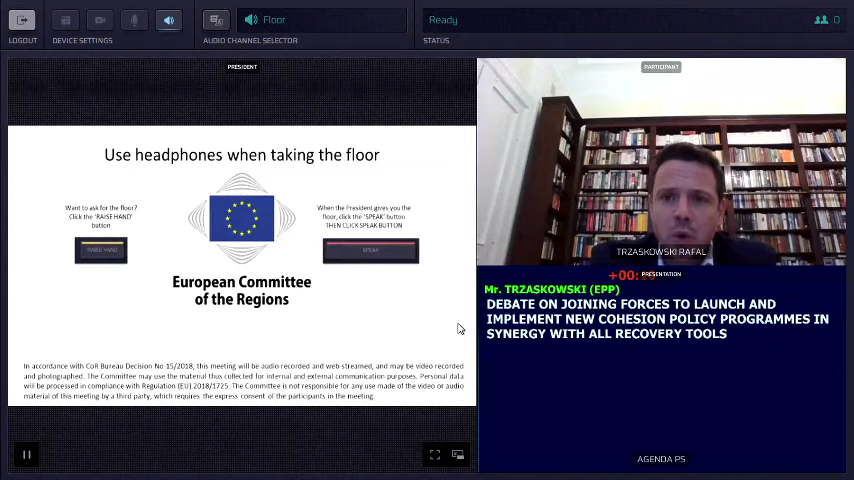 LOGOUT
DEVICE SETTINGS
Floor
AUDIO CHANNEL SELECTOR
Ready
STATUS
0
PRESIDENT
Use headphones when taking the floor
Want to ask for the floor?
Click the 'RAISE HAND'
button
RAISE HAND
When the President gives you the
floor, click the 'SPEAK' button
THEN CLICK SPEAK BUTTON
SPEAK
European Committee
of the Regions
In accordance with CoR Bureau Decision No 15/2018, this meeting will be audio-recorded and web-streamed, and may be video recorded
and photographed. The Committee may use the material thus collected for internal and external communication purposes. Personal data
will be processed in compliance with Regulation (EU) 2018/1725. The Committee is not responsible for any use made of the video or audio
material of this meeting by a third party, which requires the express consent of the participants in the meeting.
PARTICIPANT
TRZASKOWSKI RAFAL
+00:
PRESENTATION
Mr. TRZASKOWSKI (EPP)
DEBATE ON JOINING FORCES TO LAUNCH AND
IMPLEMENT NEW COHESION POLICY PROGRAMMES IN
SYNERGY WITH ALL RECOVERY TOOLS
AGENDA PS